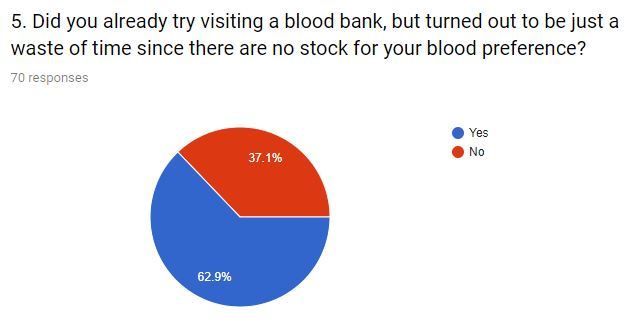 5. Did you already try visiting a blood bank, but turned out to be just a
waste of time since there are no stock for your blood preference?
70 responses
Yes
No
37.1%
62.9%